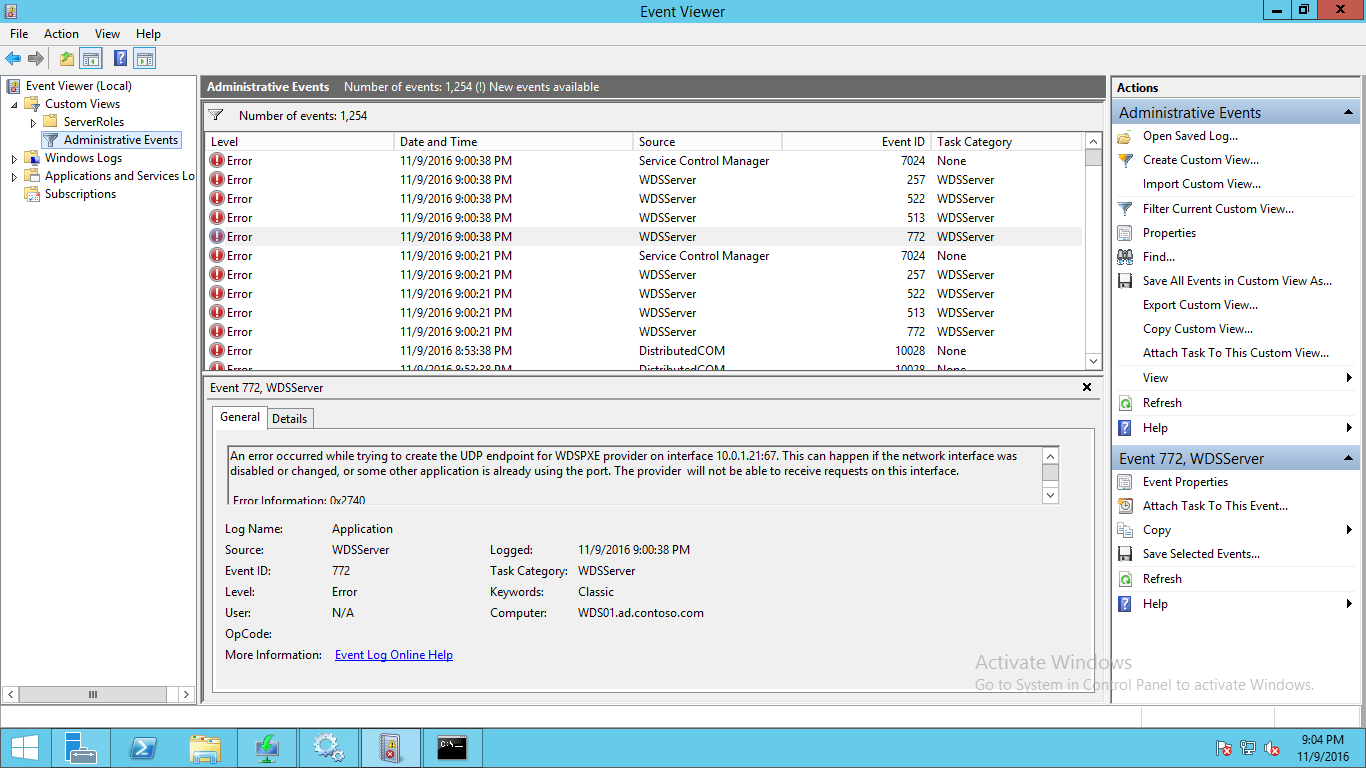 Event Viewer
File Action View Help
Event Viewer (Local)
Custom Views
ServerRoles
Administrative Events
Windows Logs
Applications and Services Lo
Subscriptions
Administrative Events Number of events: 1,254 (!) New events available
Number of events: 1,254
Level Date and Time Source Event ID Task Category
Error 11/9/2016 9:00:38 PM Service Control Manager 7024 None
Error 11/9/2016 9:00:38 PM WDSServer 257 WDSServer
Error 11/9/2016 9:00:38 PM WDSServer 522 WDSServer
Error 11/9/2016 9:00:38 PM WDSServer 513 WDSServer
Error 11/9/2016 9:00:38 PM WDSServer 772 WDSServer
Error 11/9/2016 9:00:21 PM Service Control Manager 7024 None
Error 11/9/2016 9:00:21 PM WDSServer 257 WDSServer
Error 11/9/2016 9:00:21 PM WDSServer 522 WDSServer
Error 11/9/2016 9:00:21 PM WDSServer 513 WDSServer
Error 11/9/2016 9:00:21 PM WDSServer 772 WDSServer
Error 11/9/2016 8:53:38 PM DistributedCOM 10028 None
Error 11/9/2016 8:53:38 PM DistributedCOM 10028 None
Event 772, WDSServer
General Details
An error occurred while trying to create the UDP endpoint for WDSPXE provider on interface 10.0.1.21:67. This can happen if the network interface was
disabled or changed, or some other application is already using the port. The provider will not be able to receive requests on this interface.
Error Information: 0x2740
Log Name: Application
Source: WDSServer Logged: 11/9/2016 9:00:38 PM
Event ID: 772 Task Category: WDSServer
Level: Error Keywords: Classic
User: N/A Computer: WDS01.ad.contoso.com
OpCode:
More Information: Event Log Online Help
Actions
Administrative Events
Open Saved Log...
Create Custom View...
Import Custom View...
Filter Current Custom View...
Properties
Find...
Save All Events in Custom View As...
Export Custom View...
Copy Custom View...
Attach Task To This Custom View...
View
Refresh
Help
Event 772, WDSServer
Event Properties
Attach Task To This Event...
Copy
Save Selected Events...
Refresh
Help
Activate Windows
Go to System in Control Panel to activate Windows.
C:\_
9:04 PM
11/9/2016